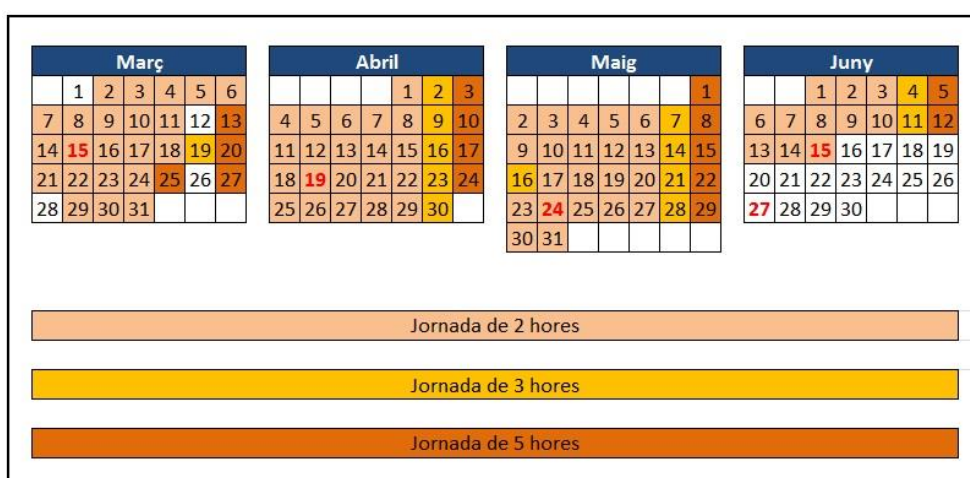 Març
1 2 3 4 5 6
7 8 9 10 11 12 13
14 15 16 17 18 19 20
21 22 23 24 25 26 27
28 29 30 31
Abril
1 2 3
4 5 6 7 8 9 10
11 12 13 14 15 16 17
18 19 20 21 22 23 24
25 26 27 28 29 30
Maig
1
2 3 4 5 6 7 8
9 10 11 12 13 14 15
16 17 18 19 20 21 22
23 24 25 26 27 28 29
30 31
Juny
1 2 3 4 5
6 7 8 9 10 11 12
13 14 15 16 17 18 19
20 21 22 23 24 25 26
27 28 29 30
Jornada de 2 hores
Jornada de 3 hores
Jornada de 5 hores